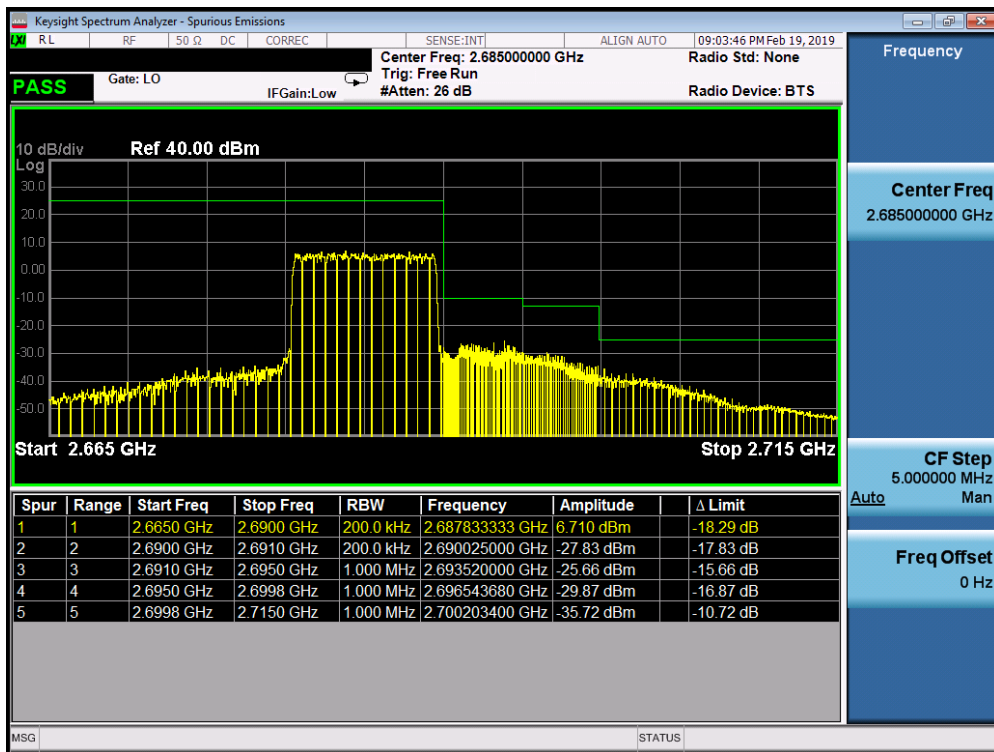 Keysight Spectrum Analyzer - Spurious Emissions
LXI RL RF 50 Ω DC CORREC SENSE:INT ALIGN AUTO 09:03:46 PM Feb 19, 2019
Center Freq: 2.685000000 GHz Radio Std: None
PASS Gate: LO Trig: Free Run
IFGain:Low #Atten: 26 dB Radio Device: BTS
10 dB/div Ref 40.00 dBm
Log
30.0
20.0
10.0
0.00
-10.0
-20.0
-30.0
-40.0
-50.0
Start 2.665 GHz Stop 2.715 GHz
Spur Range Start Freq Stop Freq RBW Frequency Amplitude Δ Limit
1 1 2.6650 GHz 2.6900 GHz 200.0 kHz 2.687833333 GHz 6.710 dBm -18.29 dB
2 2 2.6900 GHz 2.6910 GHz 200.0 kHz 2.690025000 GHz -27.83 dBm -17.83 dB
3 3 2.6910 GHz 2.6950 GHz 1.000 MHz 2.693520000 GHz -25.66 dBm -15.66 dB
4 4 2.6950 GHz 2.6998 GHz 1.000 MHz 2.696543680 GHz -29.87 dBm -16.87 dB
5 5 2.6998 GHz 2.7150 GHz 1.000 MHz 2.700203400 GHz -35.72 dBm -10.72 dB
MSG STATUS
Frequency
Center Freq
2.685000000 GHz
CF Step
5.000000 MHz
Auto Man
Freq Offset
0 Hz